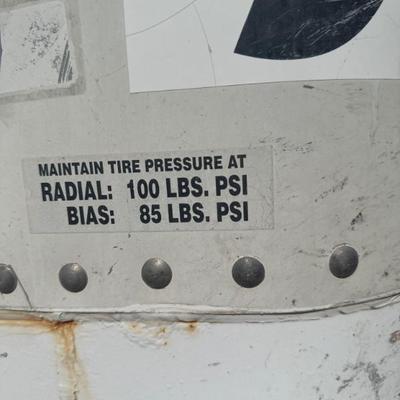 MAINTAIN TIRE PRESSURE AT
RADIAL: 100 LBS. PSI
BIAS: 85 LBS. PSI